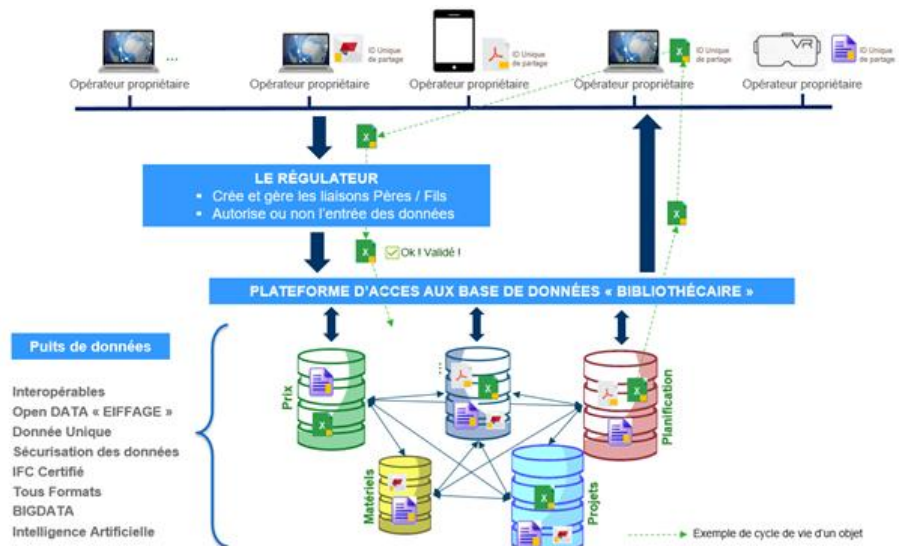 ...
VR
ID Unique
de partage
ID Unique
de partage
ID Unique
de partage
ID Unique
de partage
Opérateur propriétaire
Opérateur propriétaire
Opérateur propriétaire
Opérateur propriétaire
Opérateur propriétaire
LE RÉGULATEUR
▪ Crée et gère les liaisons Pères / Fils
▪ Autorise ou non l'entrée des données
Ok ! Validé !
PLATEFORME D'ACCES AUX BASE DE DONNÉES « BIBLIOTHÉCAIRE »
Puits de données
Interopérables
Open DATA « EIFFAGE »
Donnée Unique
Sécurisation des données
IFC Certifié
Tous Formats
BIGDATA
Intelligence Artificielle
Prix
...
Planification
Matériels
Projets
Exemple de cycle de vie d'un objet